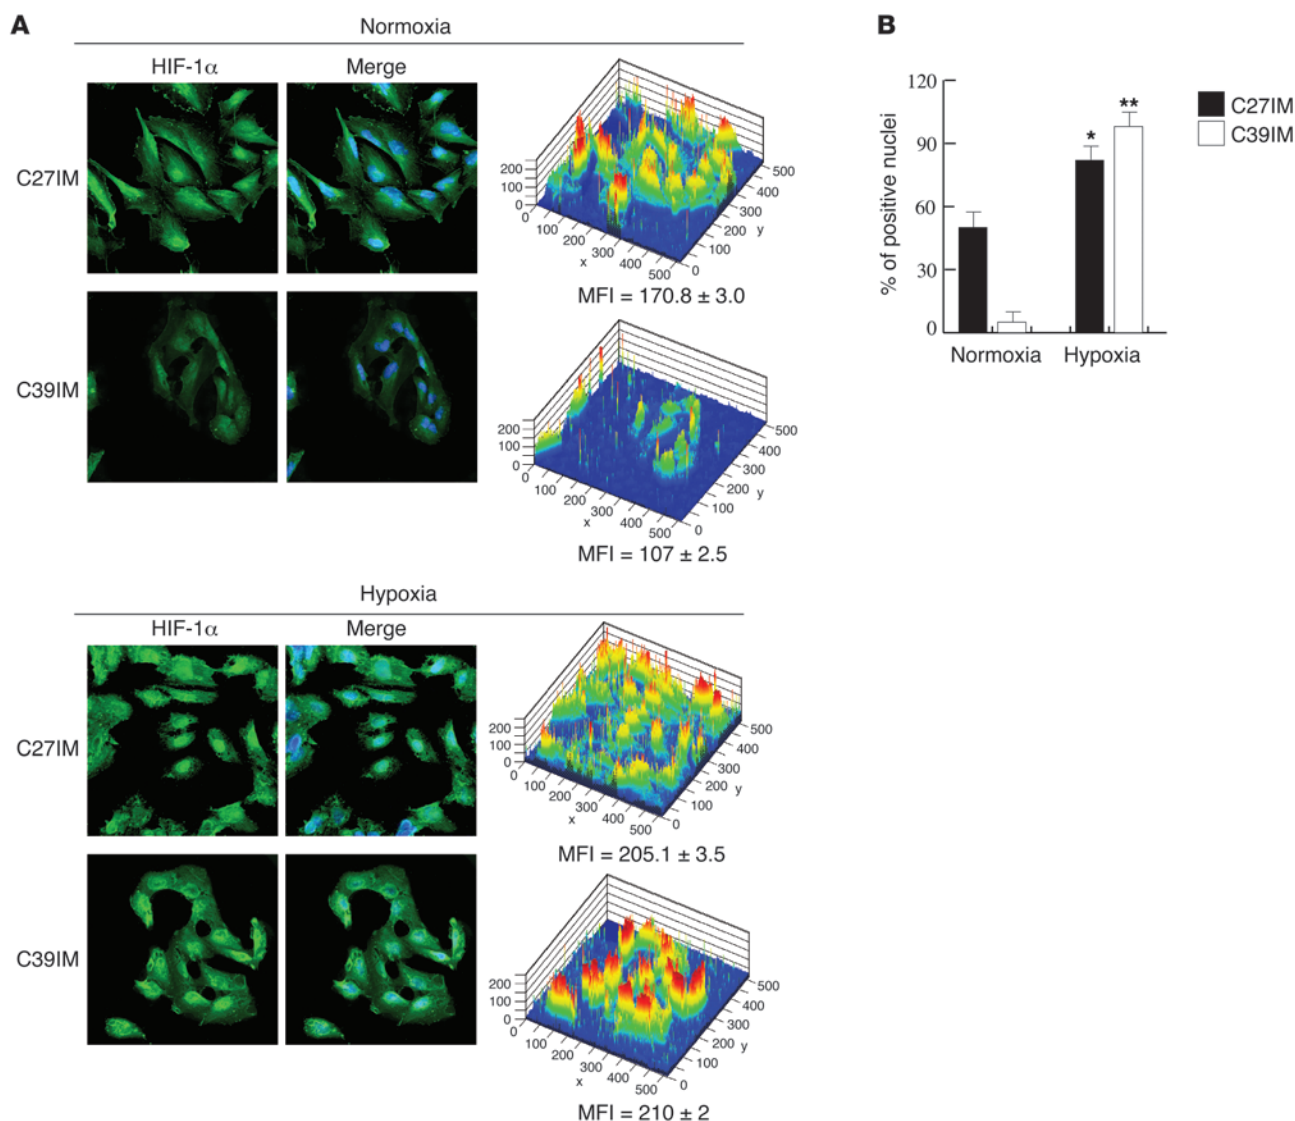 A
Normoxia
HIF-1α
Merge
C27IM
200
100
0
0
100
200
300
400
500
x
0
100
200
300
400
500
y
MFI = 170.8 ± 3.0
C39IM
200
100
0
0
100
200
300
400
500
x
0
100
200
300
400
500
y
MFI = 107 ± 2.5
Hypoxia
HIF-1α
Merge
C27IM
200
100
0
0
100
200
300
400
500
x
0
100
200
300
400
500
y
MFI = 205.1 ± 3.5
C39IM
200
100
0
0
100
200
300
400
500
x
0
100
200
300
400
500
y
MFI = 210 ± 2
B
% of positive nuclei
120
90
60
30
0
*
**
Normoxia
Hypoxia
C27IM
C39IM